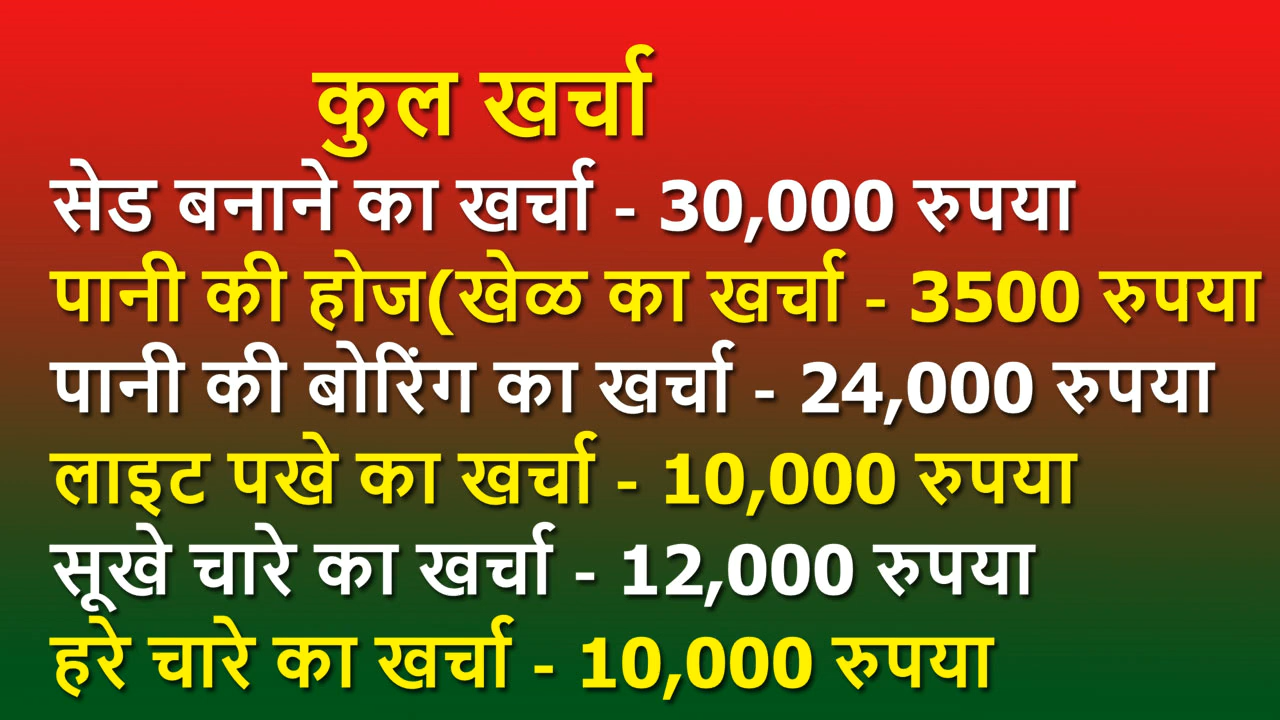 कुल खर्चा
सेड बनाने का खर्चा - 30,000 रुपया
पानी की होज(खेळ का खर्चा - 3500 रुपया
पानी की बोरिंग का खर्चा - 24,000 रुपया
लाइट पखे का खर्चा - 10,000 रुपया
सूखे चारे का खर्चा - 12,000 रुपया
हरे चारे का खर्चा - 10,000 रुपया